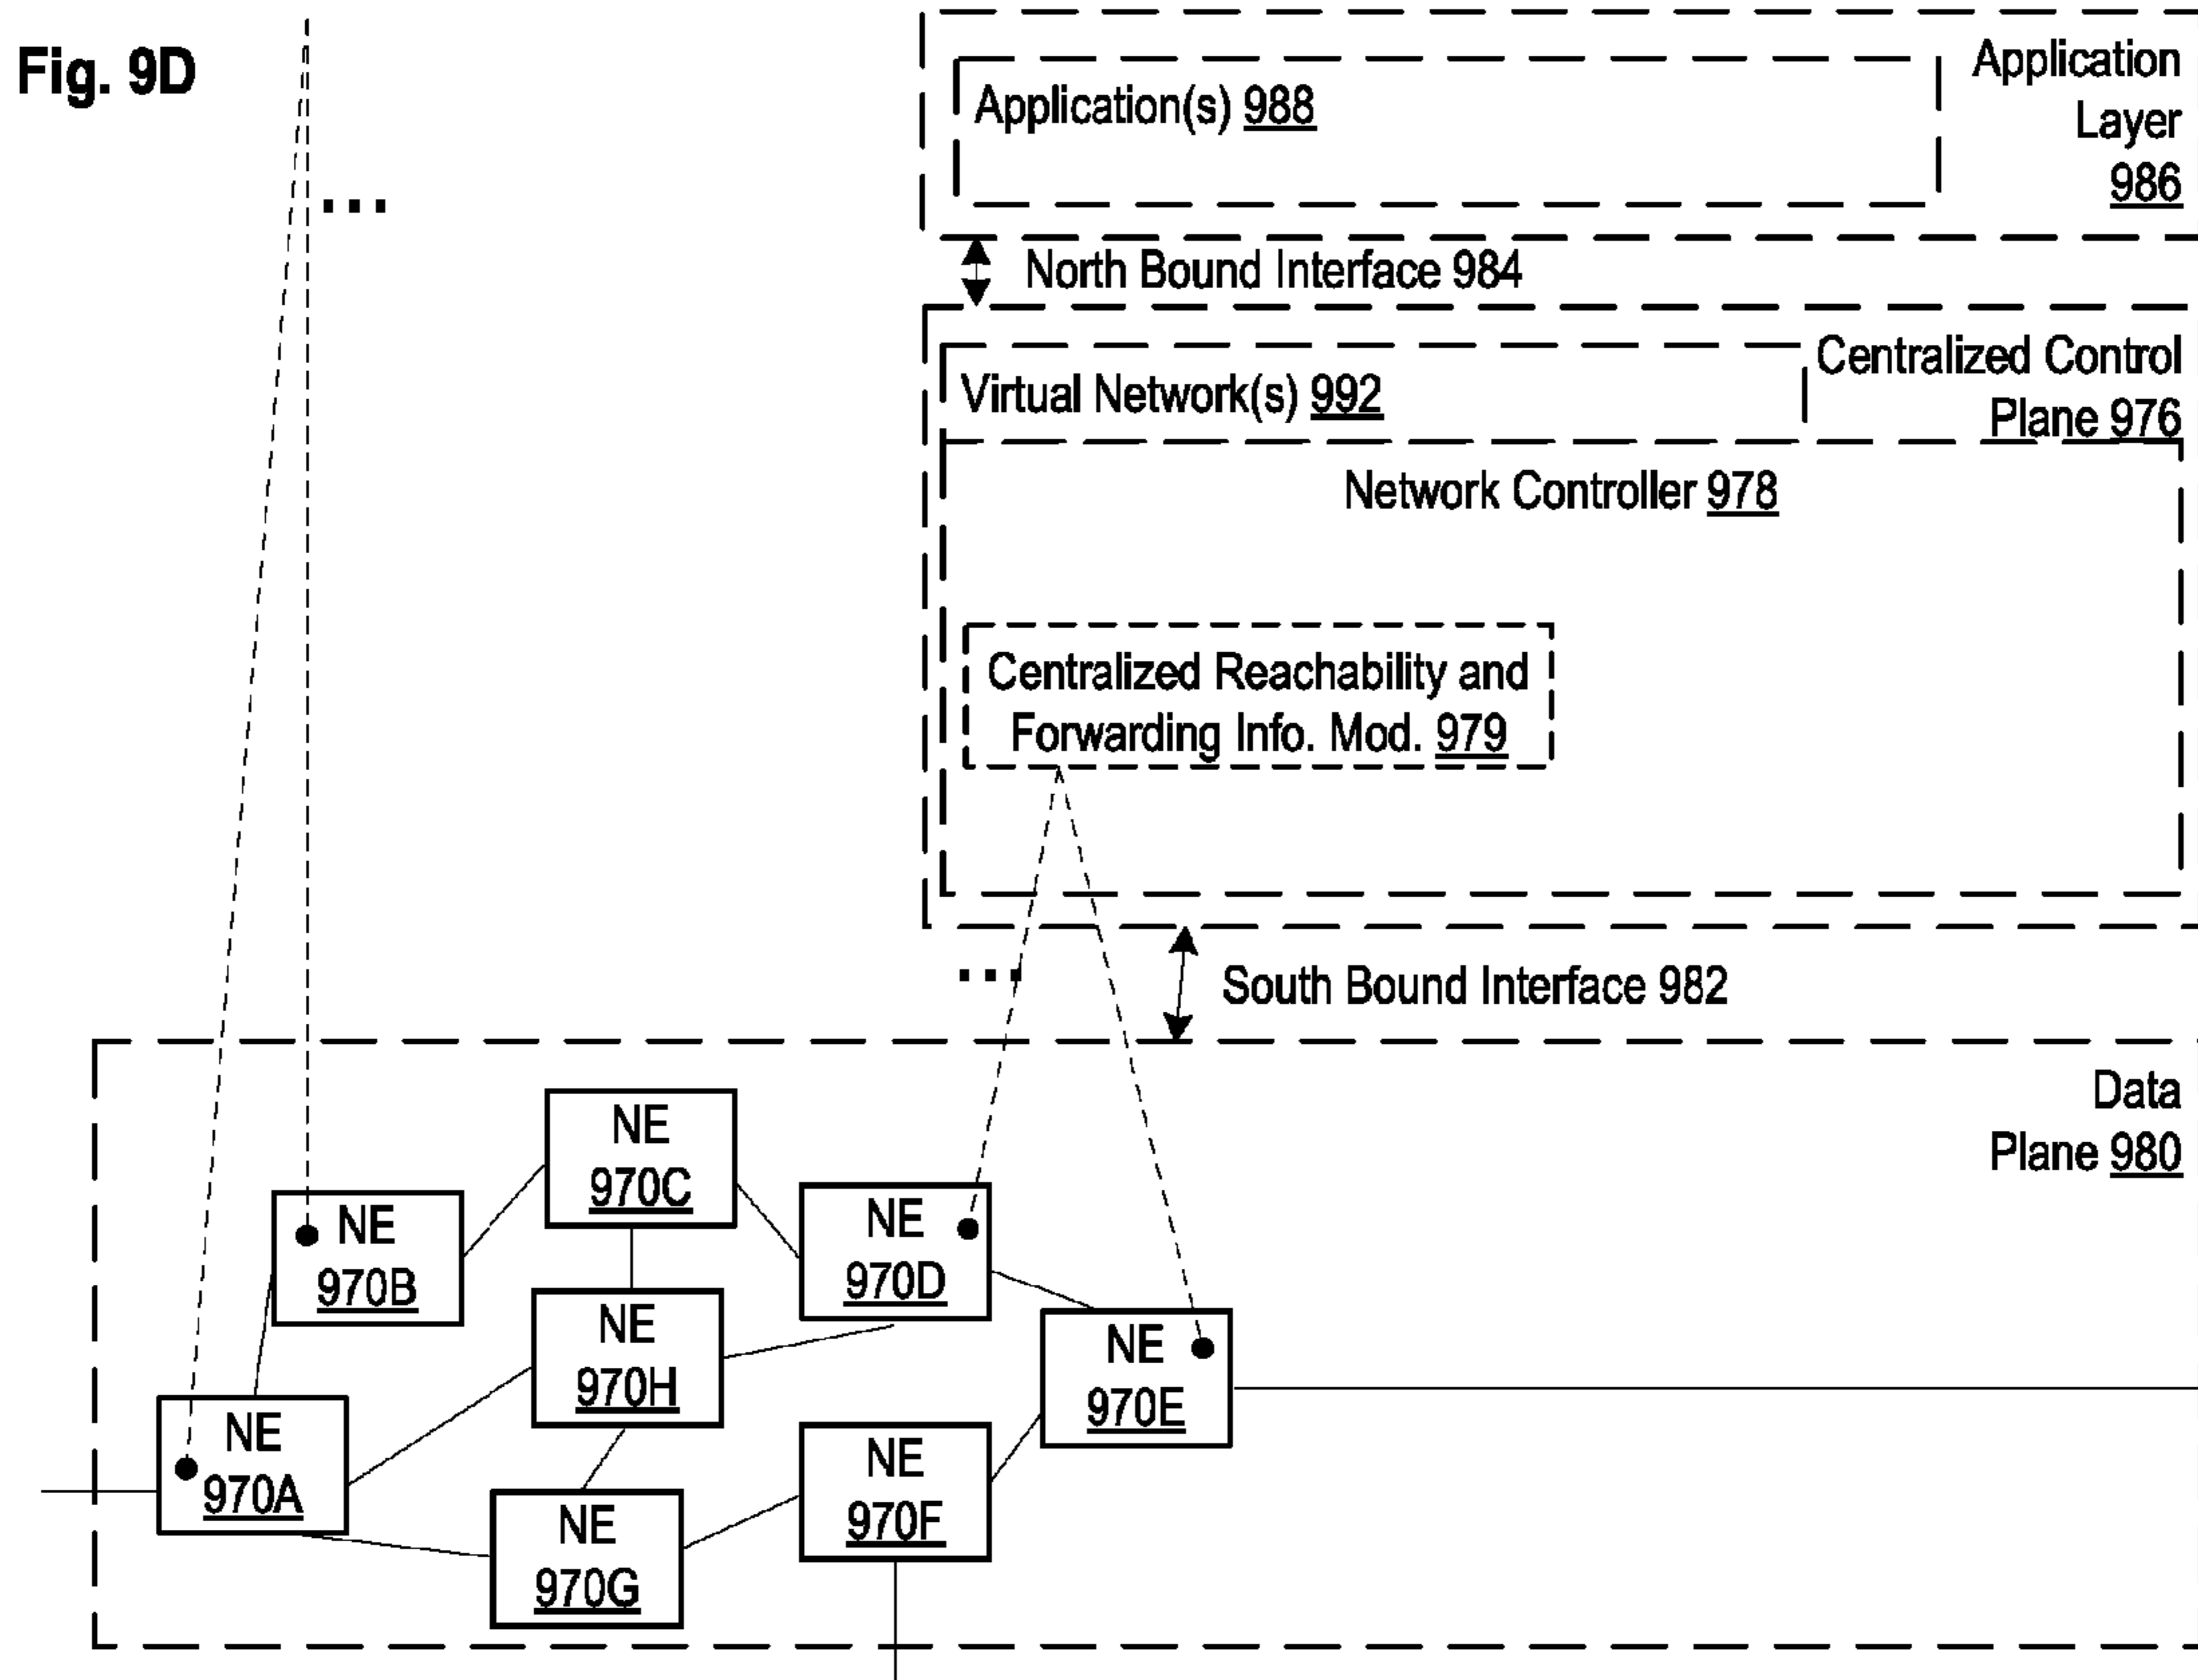 Fig. 9D
...
Application(s) 988
Application
Layer
986
North Bound Interface 984
Virtual Network(s) 992
Centralized Control
Plane 976
Network Controller 978
Centralized Reachability and
Forwarding Info. Mod. 979
...
South Bound Interface 982
Data
Plane 980
NE
970C
NE
970B
NE
970D
NE
970H
NE
970E
NE
970A
NE
970F
NE
970G